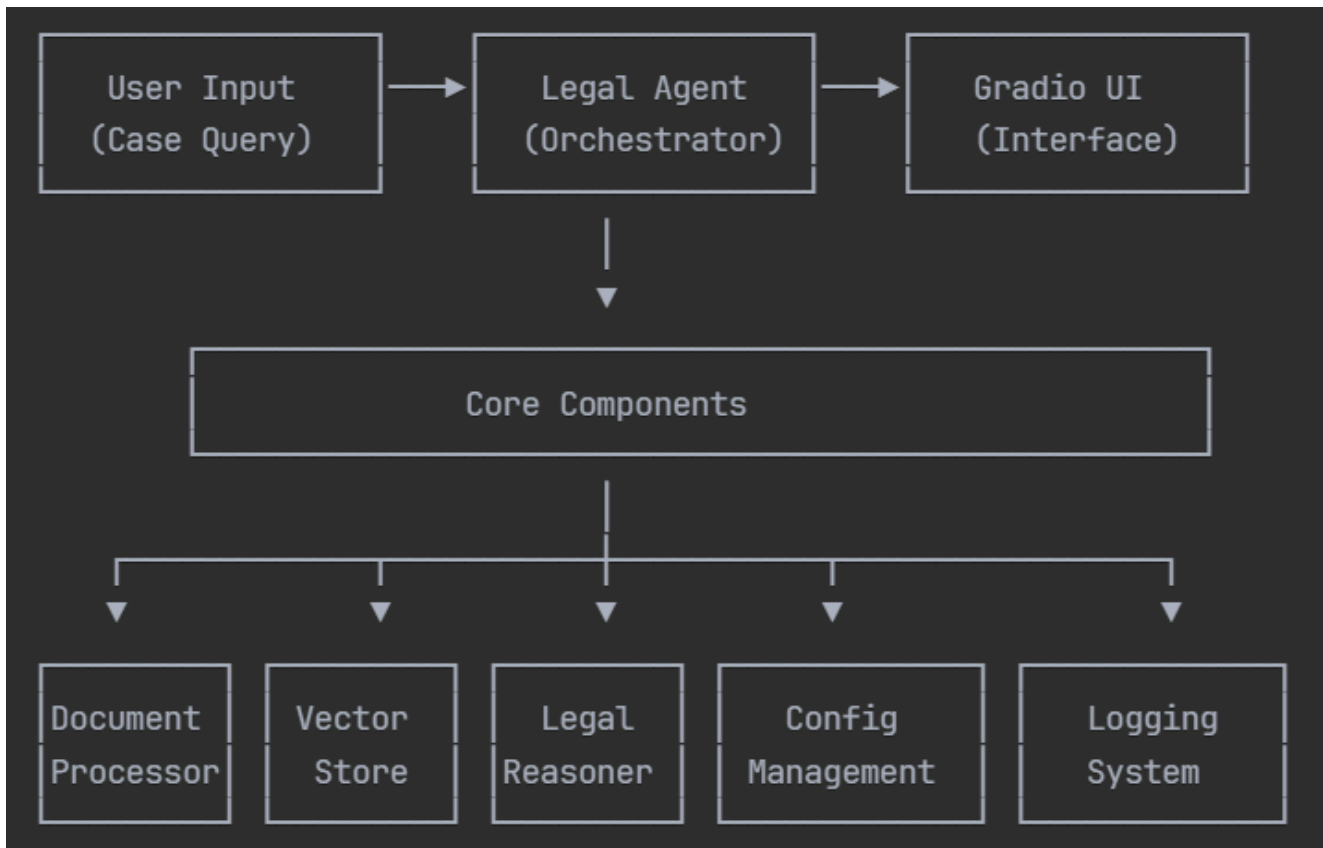 User Input
(Case Query)
Legal Agent
(Orchestrator)
Gradio UI
(Interface)
Core Components
Document
Processor
Vector
Store
Legal
Reasoner
Config
Management
Logging
System